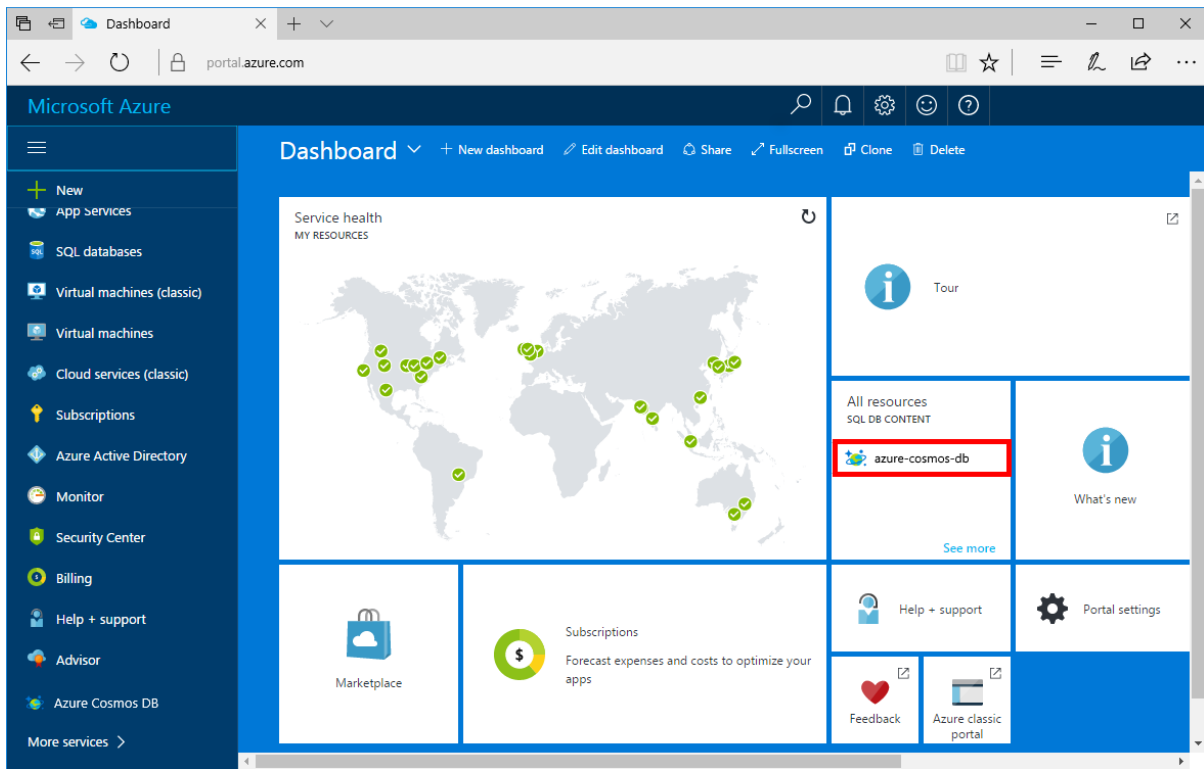 Dashboard
portal.azure.com
Microsoft Azure
Dashboard
New dashboard
Edit dashboard
Share
Fullscreen
Clone
Delete
New
App Services
SQL databases
Virtual machines (classic)
Virtual machines
Cloud services (classic)
Subscriptions
Azure Active Directory
Monitor
Security Center
Billing
Help + support
Advisor
Azure Cosmos DB
More services
Service health
MY RESOURCES
Tour
All resources
SQL DB CONTENT
azure-cosmos-db
See more
What's new
Marketplace
$
Subscriptions
Forecast expenses and costs to optimize your
apps
Help + support
Portal settings
Feedback
Azure classic
portal